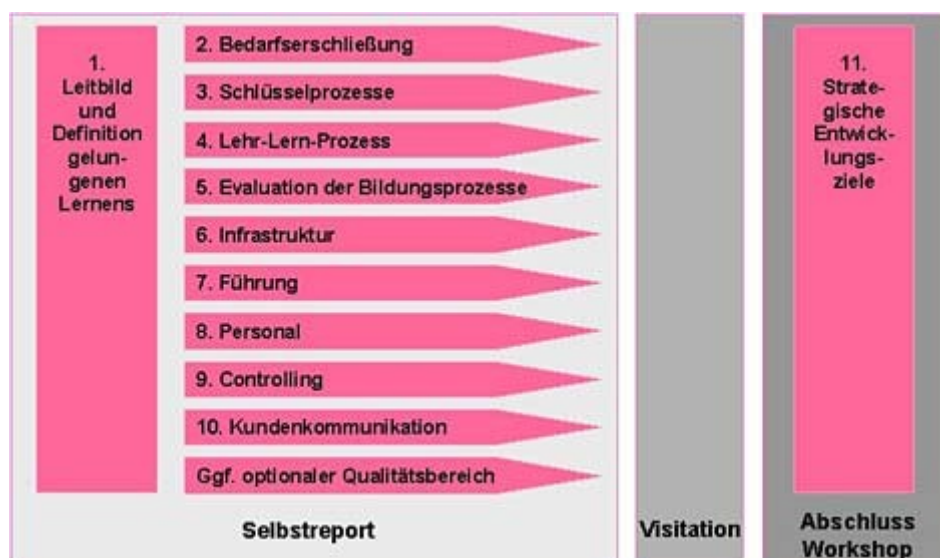 1.
Leitbild
und
Definition
gelun-
genen
Lernens
2. Bedarfserschließung
3. Schlüsselprozesse
4. Lehr-Lern-Prozess
5. Evaluation der Bildungsprozesse
6. Infrastruktur
7. Führung
8. Personal
9. Controlling
10. Kundenkommunikation
Ggf. optionaler Qualitätsbereich
Selbstreport
Visitation
11.
Strate-
gische
Entwick-
lungs-
ziele
Abschluss
Workshop